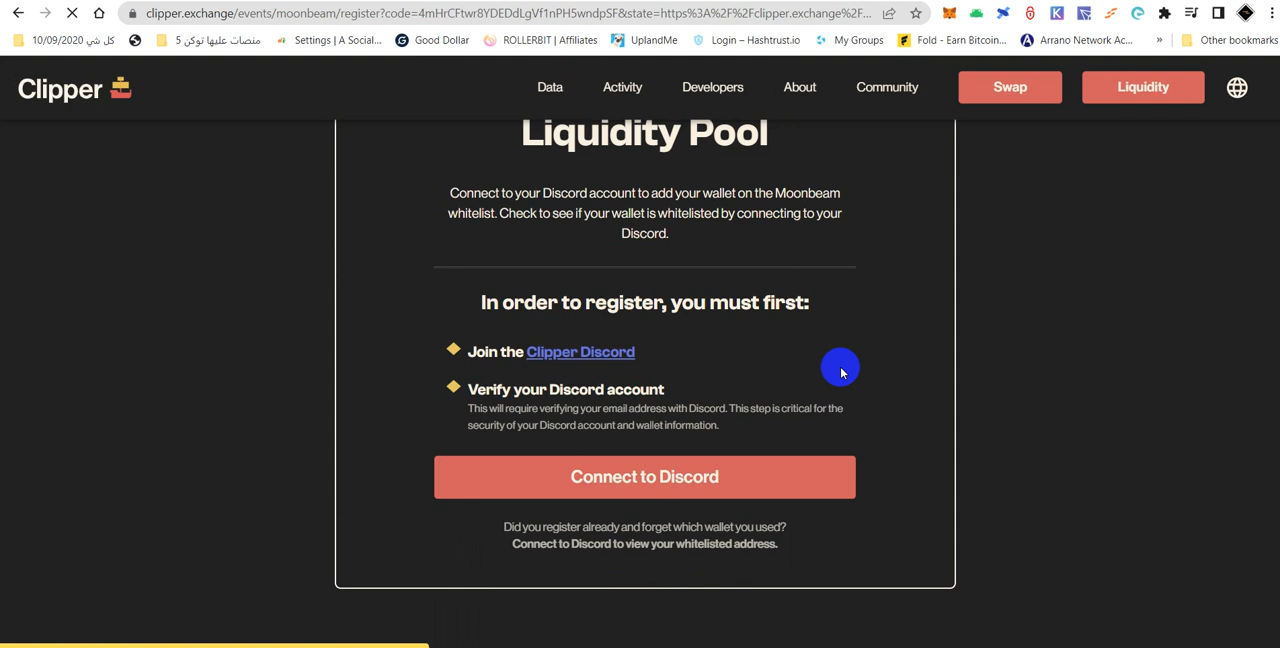 clipper.exchange/events/moonbeam/register?code=4mHrCFtwr8YDEDdLgVf1nPH5wndpSF&state=https%3A%2F%2Fclipper.exchange%2F...
كل شي 10/09/2020
منصات عليها توكن 5
Settings | A Social...
Good Dollar
ROLLERBIT | Affiliates
UplandMe
Login – Hashtrust.io
My Groups
Fold - Earn Bitcoin...
Arrano Network Ac...
»
Other bookmarks
Clipper
Data
Activity
Developers
About
Community
Swap
Liquidity
Liquidity Pool
Connect to your Discord account to add your wallet on the Moonbeam
whitelist. Check to see if your wallet is whitelisted by connecting to your
Discord.
In order to register, you must first:
Join the Clipper Discord
Verify your Discord account
This will require verifying your email address with Discord. This step is critical for the
security of your Discord account and wallet information.
Connect to Discord
Did you register already and forget which wallet you used?
Connect to Discord to view your whitelisted address.